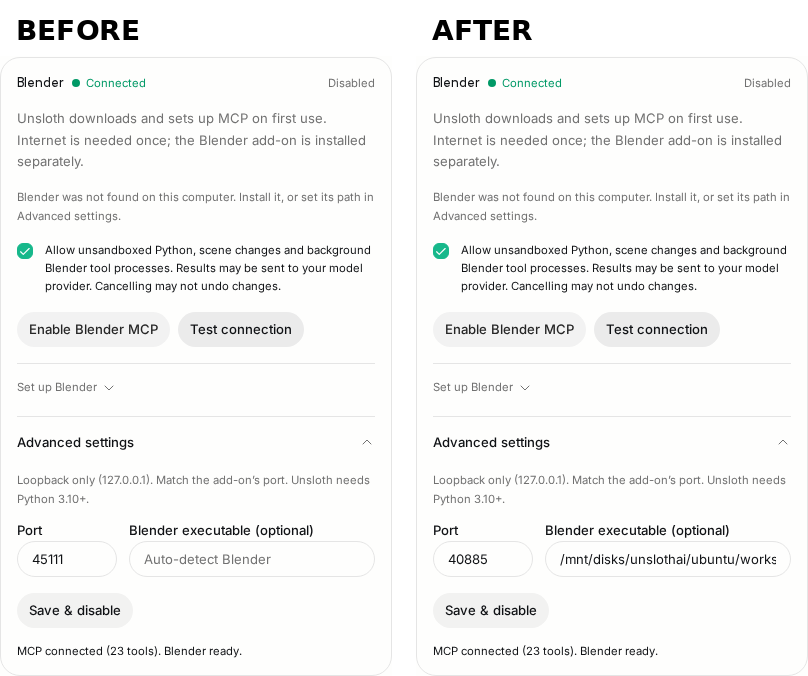 BEFORE
Blender Connected Disabled
Unsloth downloads and sets up MCP on first use.
Internet is needed once; the Blender add-on is installed
separately.
Blender was not found on this computer. Install it, or set its path in
Advanced settings.
Allow unsandboxed Python, scene changes and background
Blender tool processes. Results may be sent to your model
provider. Cancelling may not undo changes.
Enable Blender MCP Test connection
Set up Blender
Advanced settings
Loopback only (127.0.0.1). Match the add-on’s port. Unsloth needs
Python 3.10+.
Port Blender executable (optional)
45111 Auto-detect Blender
Save & disable
MCP connected (23 tools). Blender ready.
AFTER
Blender Connected Disabled
Unsloth downloads and sets up MCP on first use.
Internet is needed once; the Blender add-on is installed
separately.
Blender was not found on this computer. Install it, or set its path in
Advanced settings.
Allow unsandboxed Python, scene changes and background
Blender tool processes. Results may be sent to your model
provider. Cancelling may not undo changes.
Enable Blender MCP Test connection
Set up Blender
Advanced settings
Loopback only (127.0.0.1). Match the add-on’s port. Unsloth needs
Python 3.10+.
Port Blender executable (optional)
40885 /mnt/disks/unslothai/ubuntu/works
Save & disable
MCP connected (23 tools). Blender ready.